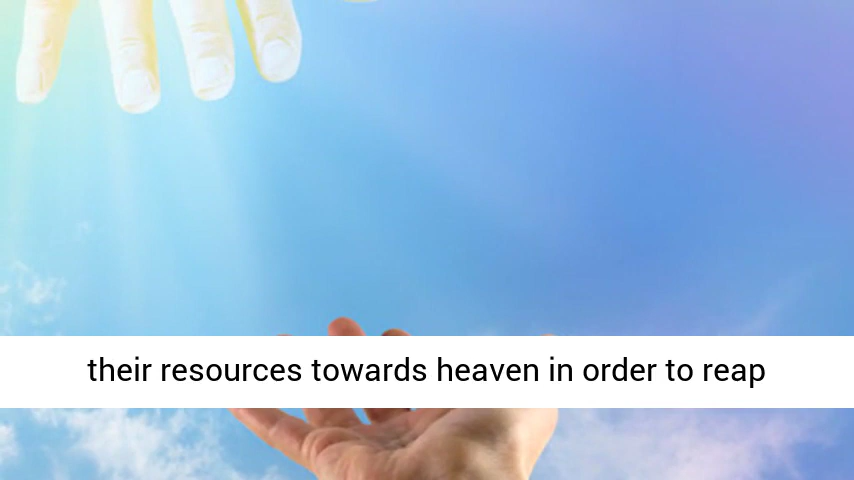 their resources towards heaven in order to reap